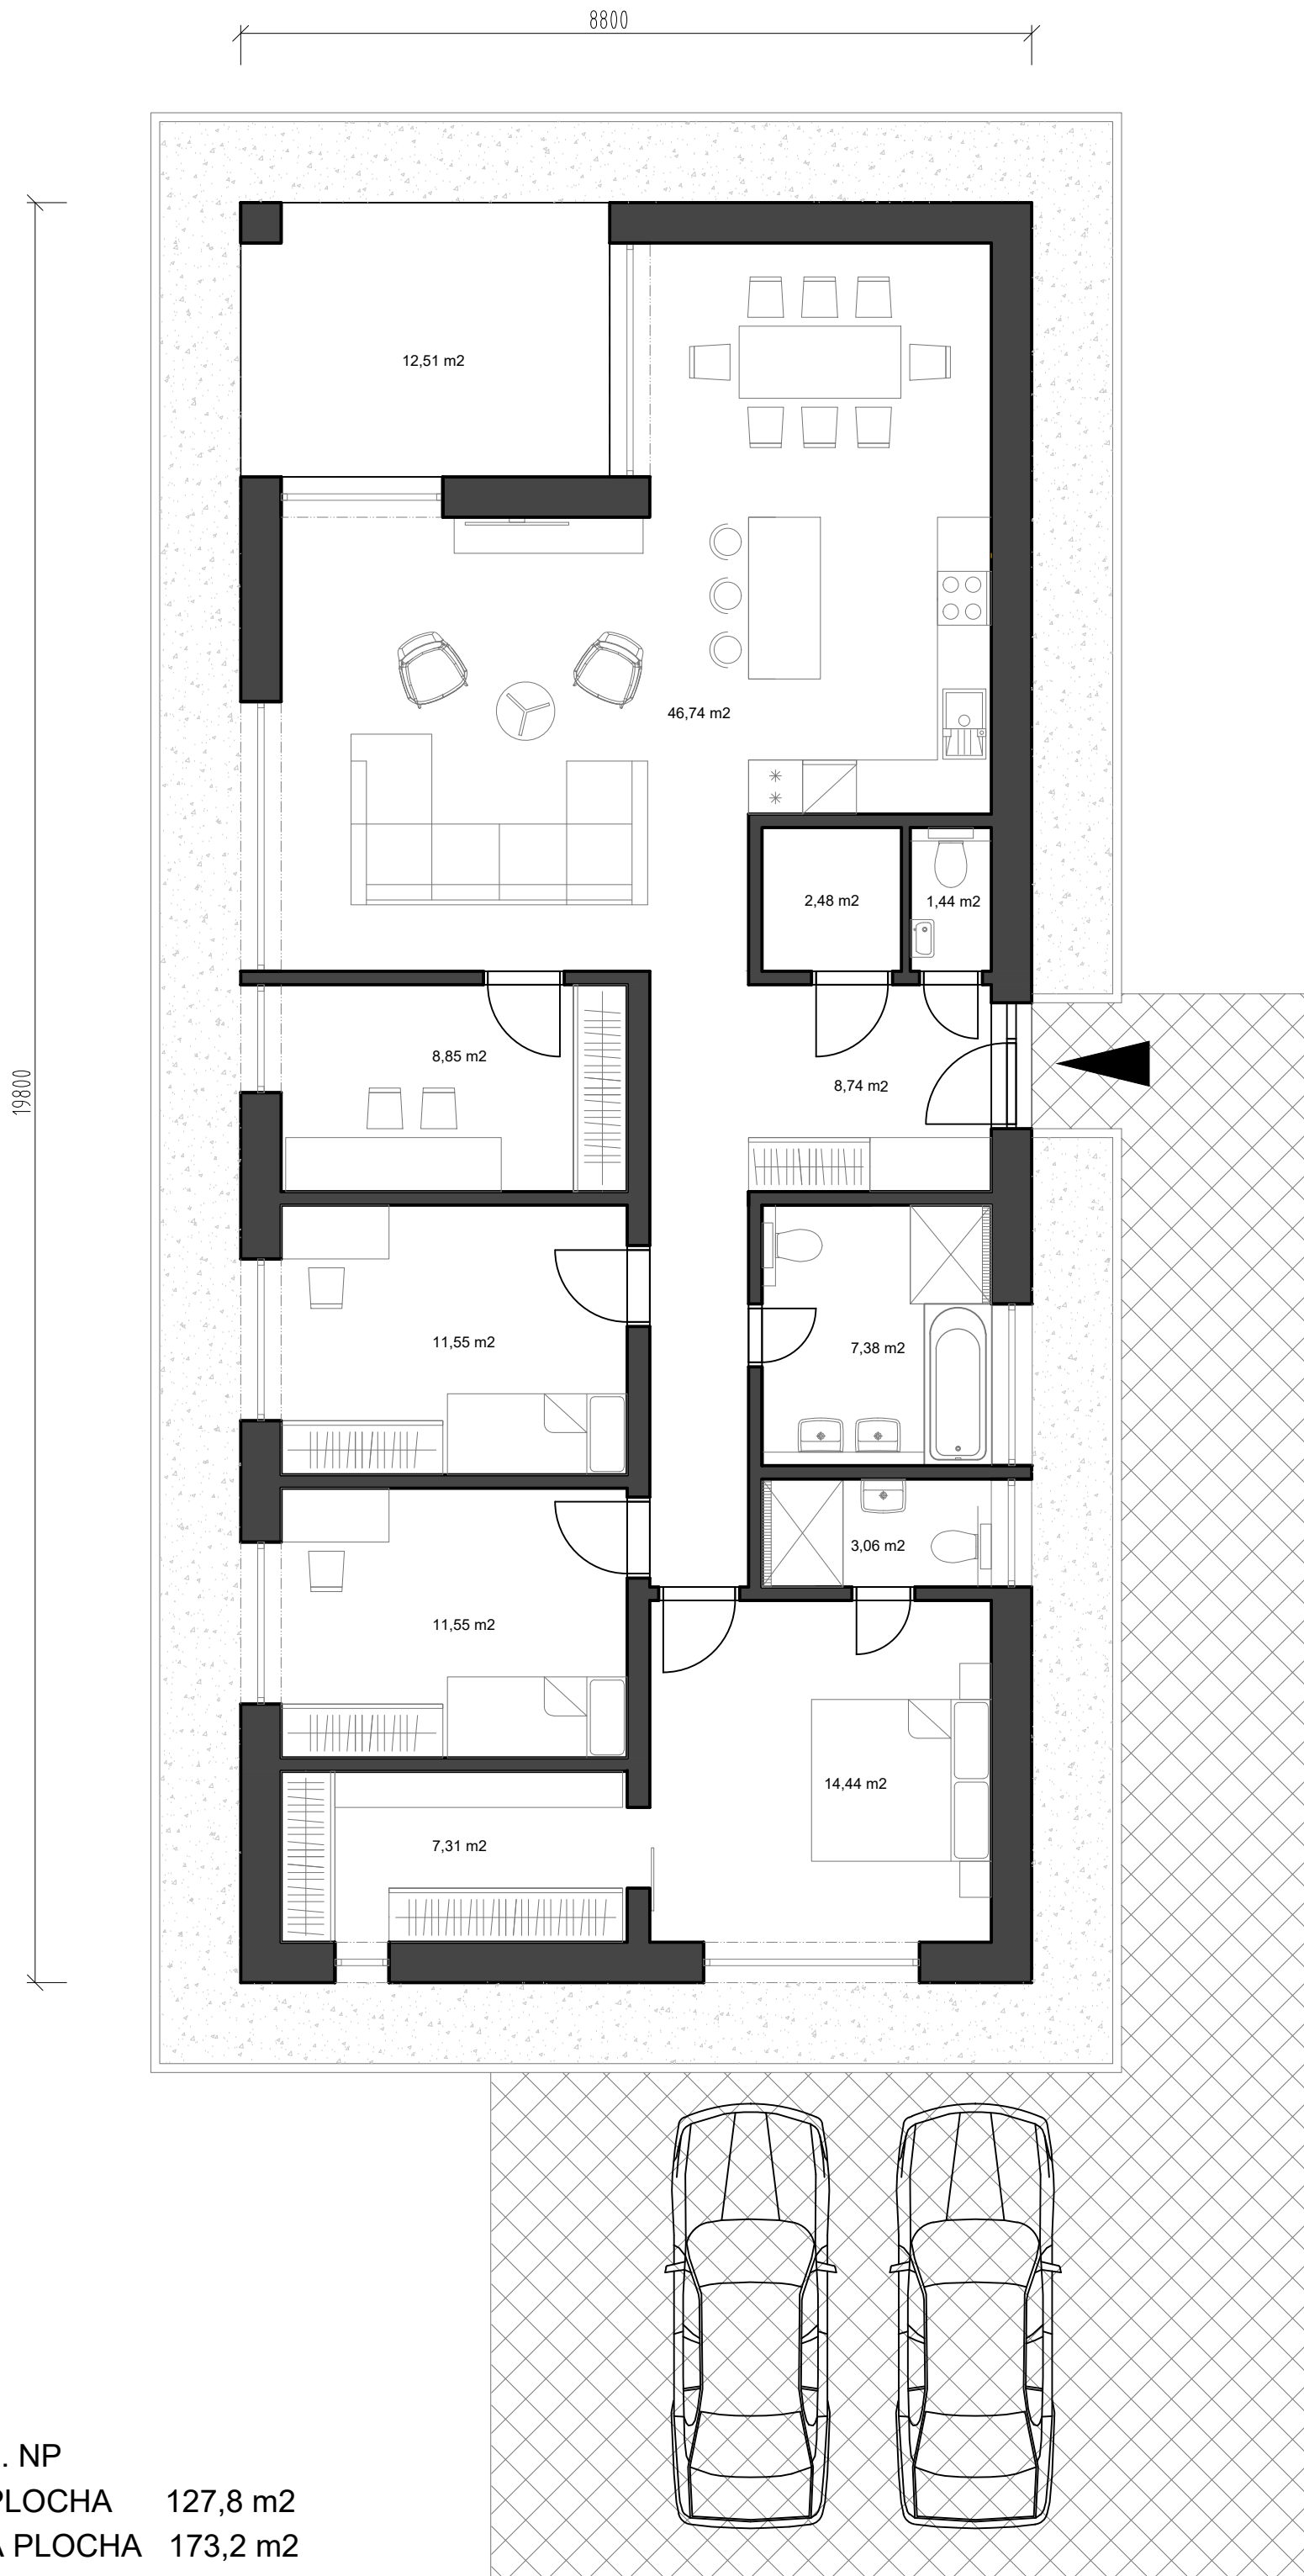 8800
12,51 m2
46,74 m2
2,48 m2
1,44 m2
19800
8,85 m2
8,74 m2
11,55 m2
7,38 m2
3,06 m2
11,55 m2
14,44 m2
7,31 m2
. NP
PLOCHA 127,8 m2
PLOCHA 173,2 m2